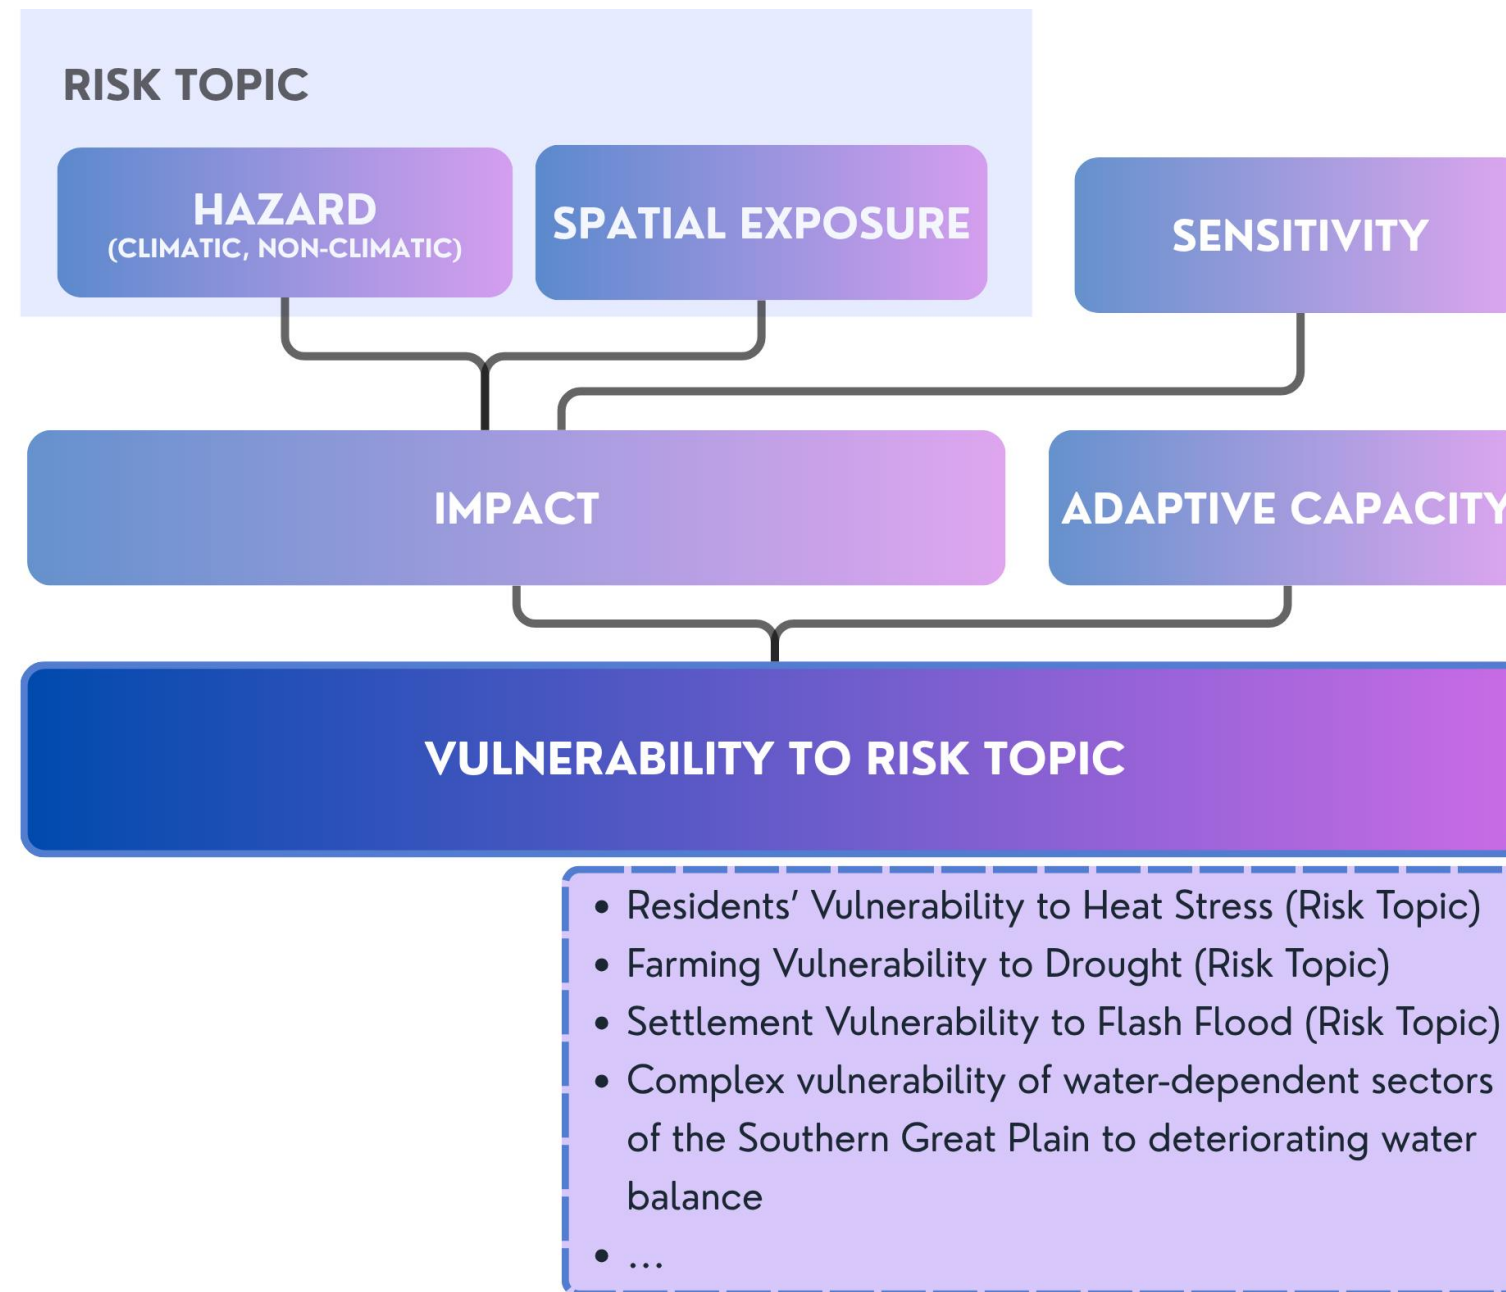 RISK TOPIC
HAZARD
(CLIMATIC, NON-CLIMATIC)
SPATIAL EXPOSURE
SENSITIVITY
IMPACT
ADAPTIVE CAPACITY
VULNERABILITY TO RISK TOPIC
• Residents' Vulnerability to Heat Stress (Risk Topic)
• Farming Vulnerability to Drought (Risk Topic)
• Settlement Vulnerability to Flash Flood (Risk Topic)
• Complex vulnerability of water-dependent sectors
of the Southern Great Plain to deteriorating water
balance
• ...